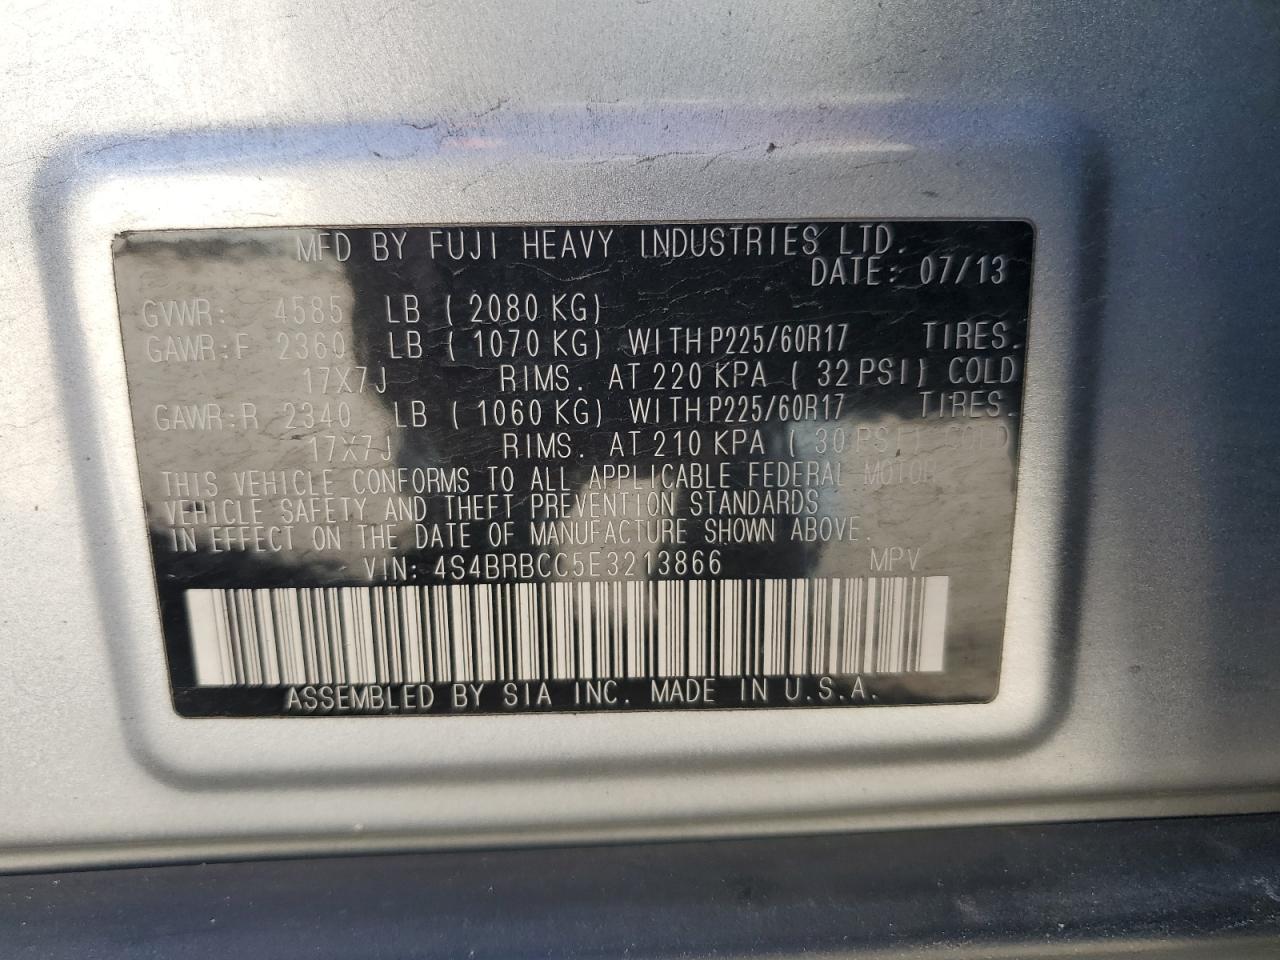 MFD BY FUJI HEAVY INDUSTRIES LTD.
DATE: 07/13
GVWR: 4585 LB ( 2080 KG)
GAWR:F 2360 LB ( 1070 KG) WITH P225/60R17 TIRES.
17X7J RIMS. AT 220 KPA ( 32 PSI) COLD
GAWR:R 2340 LB ( 1060 KG) WITH P225/60R17 TIRES.
17X7J RIMS. AT 210 KPA ( 30 PSI) COLD
THIS VEHICLE CONFORMS TO ALL APPLICABLE FEDERAL MOTOR
VEHICLE SAFETY AND THEFT PREVENTION STANDARDS
IN EFFECT ON THE DATE OF MANUFACTURE SHOWN ABOVE.
VIN: 4S4BRBCC5E3213866 MPV
ASSEMBLED BY SIA INC. MADE IN U.S.A.